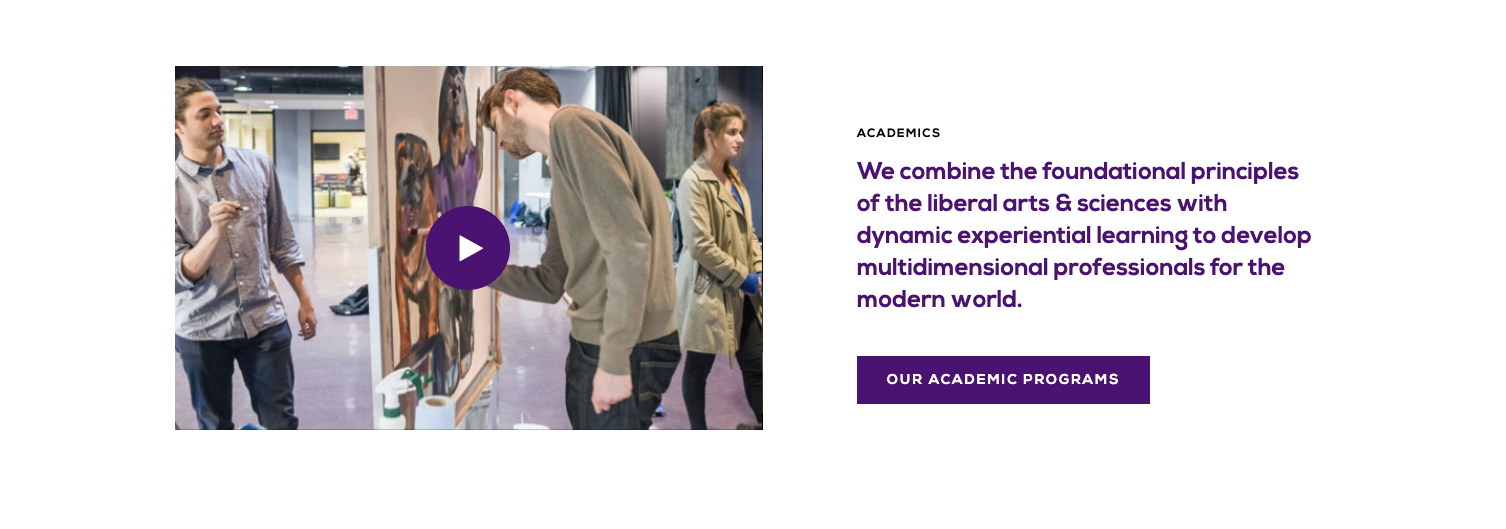 ACADEMICS
We combine the foundational principles
of the liberal arts & sciences with
dynamic experiential learning to develop
multidimensional professionals for the
modern world.
OUR ACADEMIC PROGRAMS